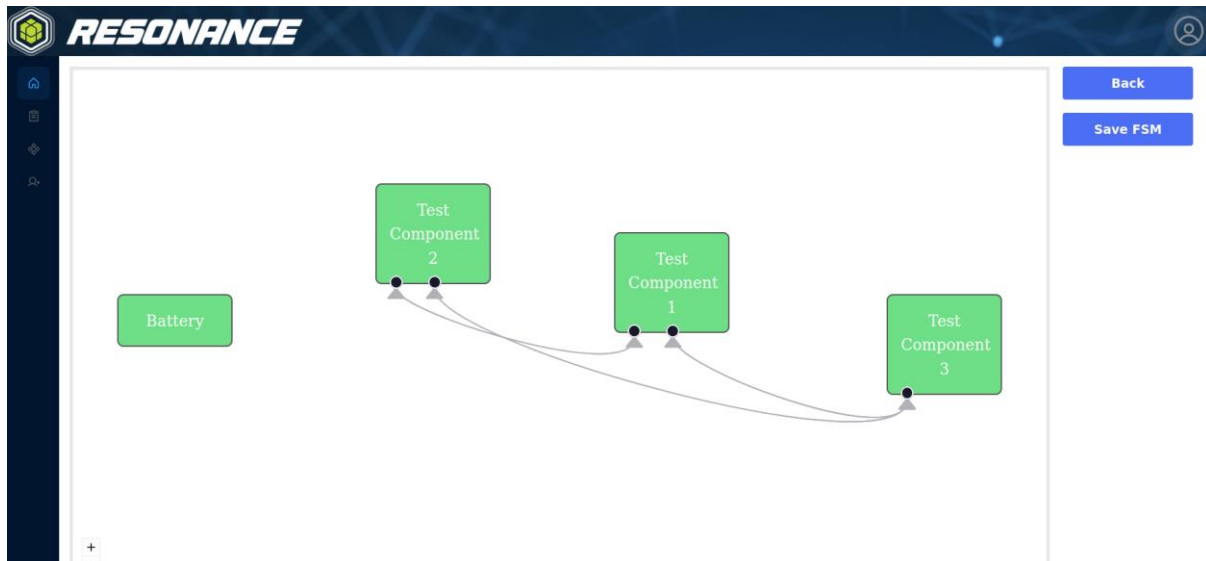 RESONANCE
Back
Save FSM
Test
Component
2
Test
Component
1
Battery
Test
Component
3
+